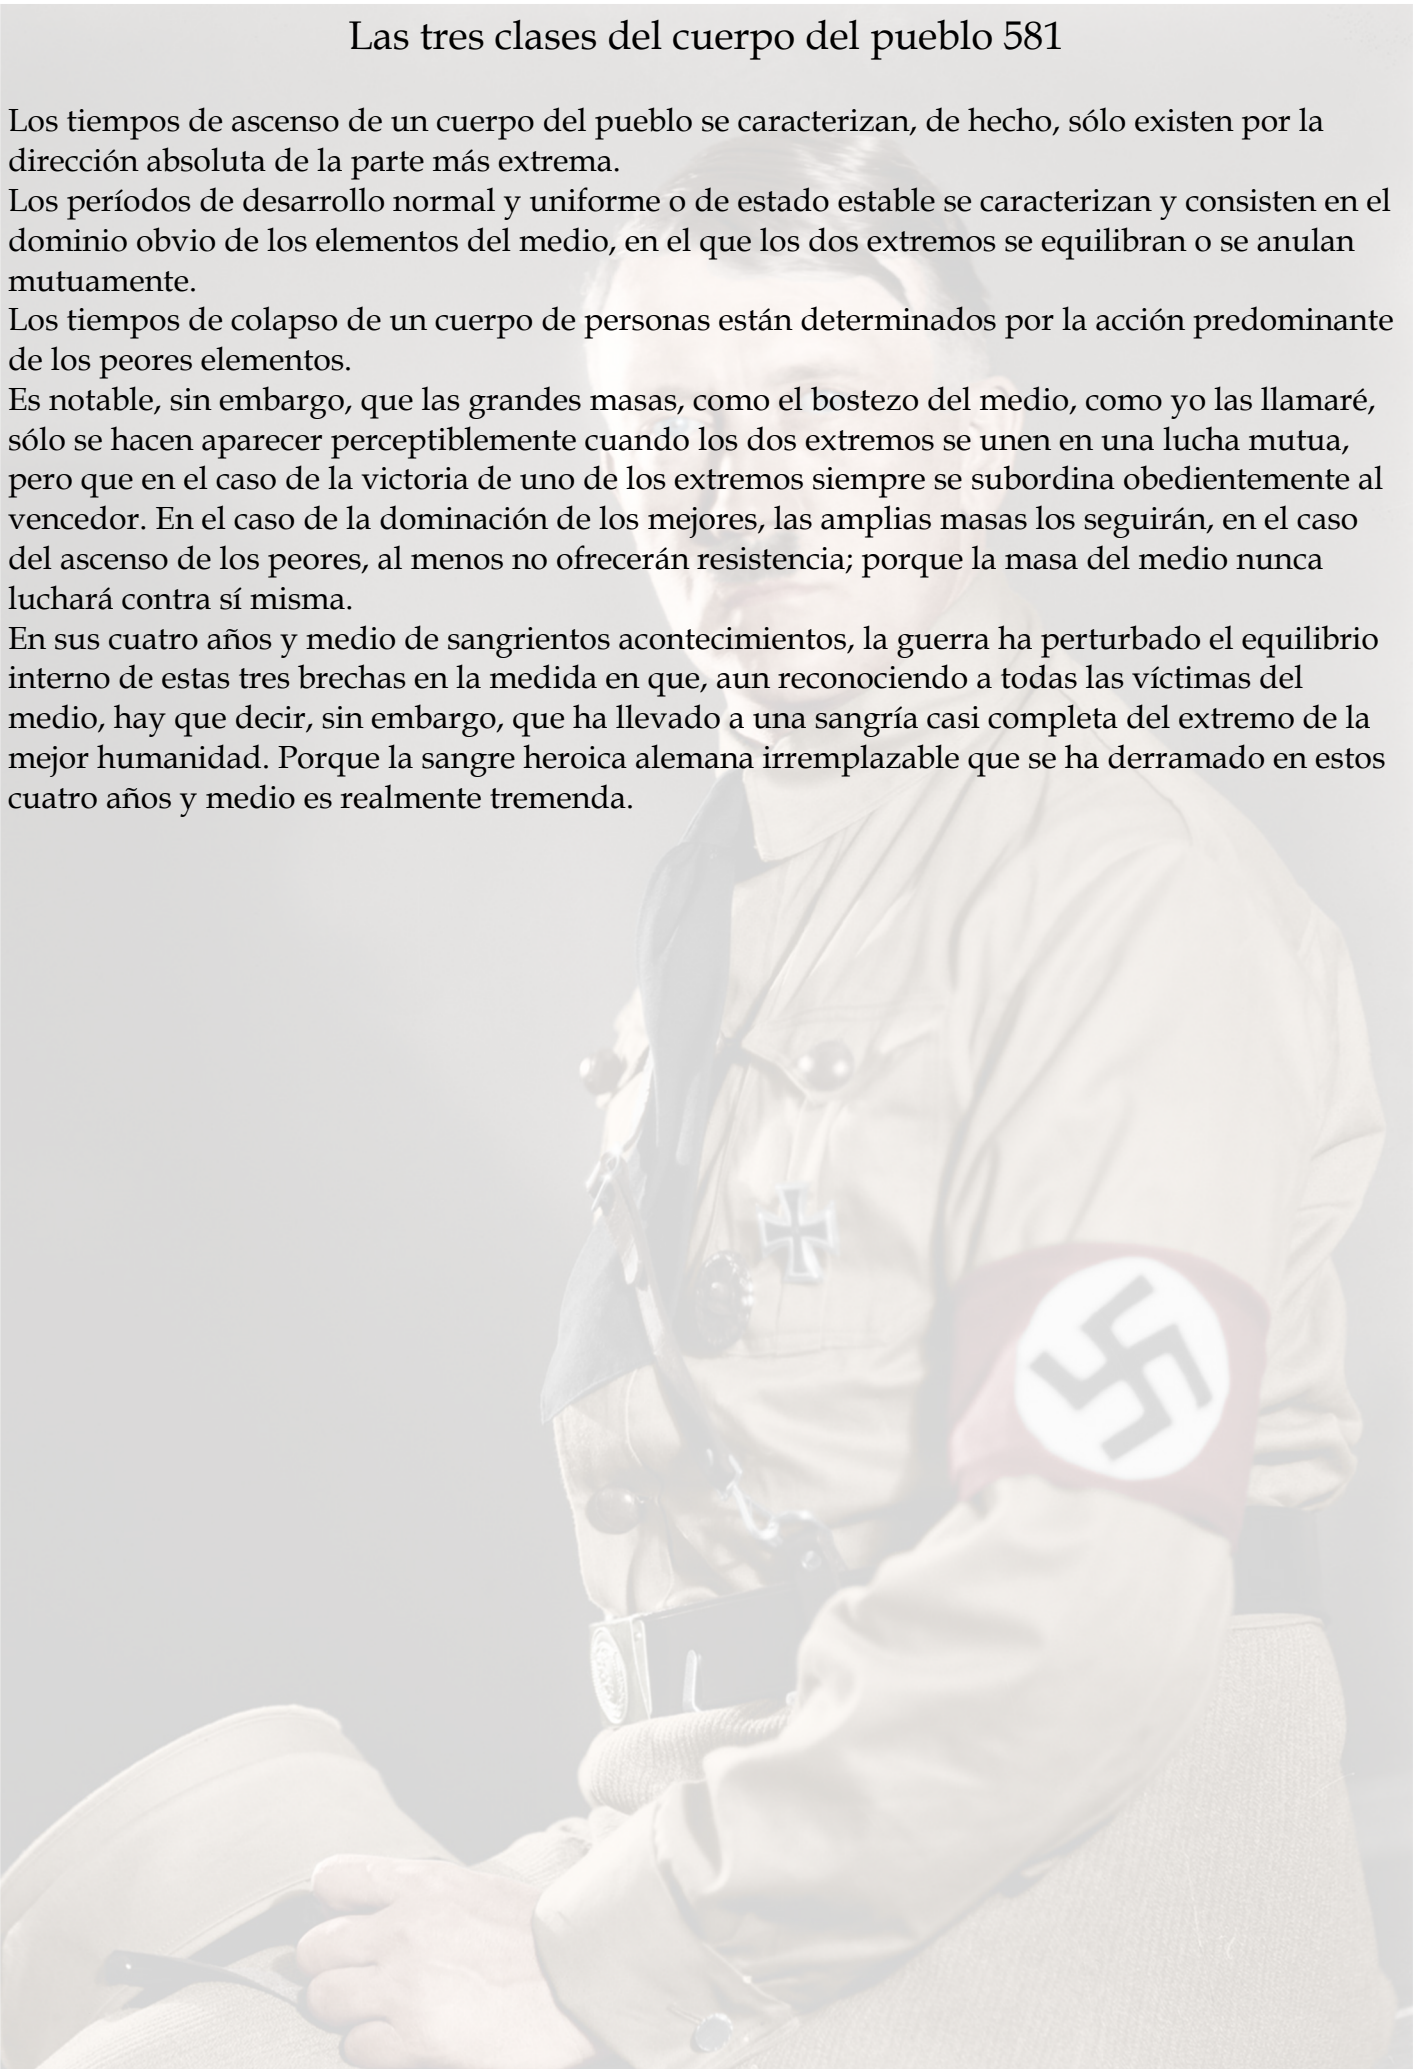 Las tres clases del cuerpo del pueblo 581
Los tiempos de ascenso de un cuerpo del pueblo se caracterizan, de hecho, sólo existen por la
dirección absoluta de la parte más extrema.
Los períodos de desarrollo normal y uniforme o de estado estable se caracterizan y consisten en el
dominio obvio de los elementos del medio, en el que los dos extremos se equilibran o se anulan
mutuamente.
Los tiempos de colapso de un cuerpo de personas están determinados por la acción predominante
de los peores elementos.
Es notable, sin embargo, que las grandes masas, como el bostezo del medio, como yo las llamaré,
sólo se hacen aparecer perceptiblemente cuando los dos extremos se unen en una lucha mutua,
pero que en el caso de la victoria de uno de los extremos siempre se subordina obedientemente al
vencedor. En el caso de la dominación de los mejores, las amplias masas los seguirán, en el caso
del ascenso de los peores, al menos no ofrecerán resistencia; porque la masa del medio nunca
luchará contra sí misma.
En sus cuatro años y medio de sangrientos acontecimientos, la guerra ha perturbado el equilibrio
interno de estas tres brechas en la medida en que, aun reconociendo a todas las víctimas del
medio, hay que decir, sin embargo, que ha llevado a una sangría casi completa del extremo de la
mejor humanidad. Porque la sangre heroica alemana irremplazable que se ha derramado en estos
cuatro años y medio es realmente tremenda.